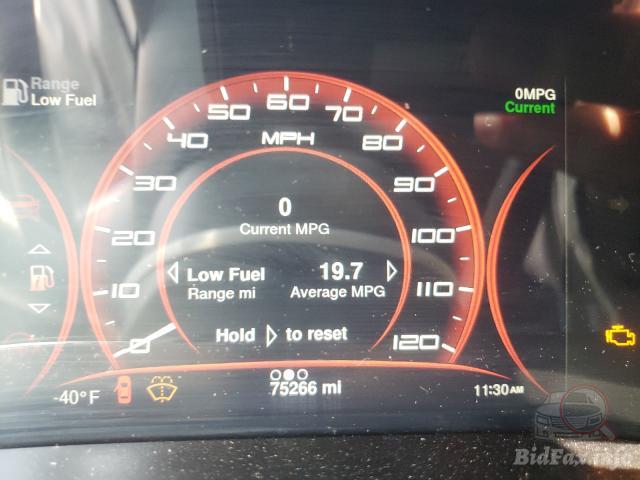 Range
Low Fuel
0MPG
Current
60
50
70
40
MPH
80
30
90
0
Current MPG
20
100
Low Fuel
19.7
Range mi
Average MPG
10
110
Hold to reset
0
120
-40°F
75266 mi
11:30AM
BidFax.info